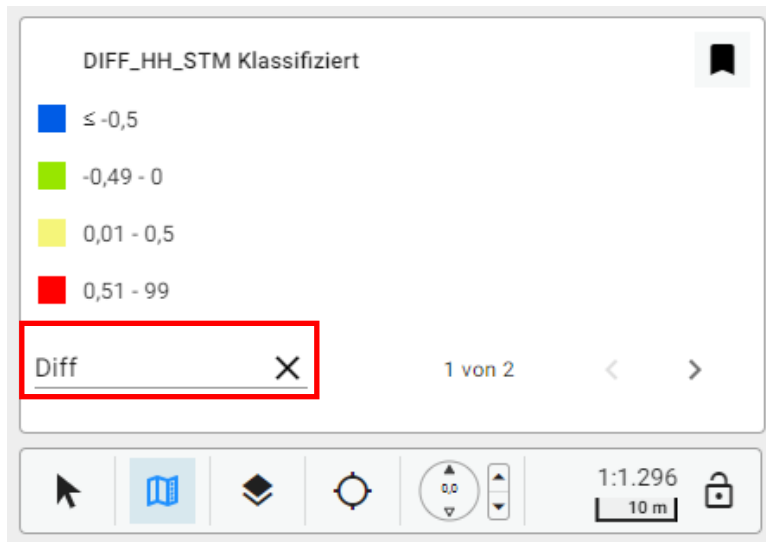 DIFF_HH_STM Klassifiziert
≤ -0,5
-0,49 - 0
0,01 - 0,5
0,51 - 99
Diff
1 von 2
0,0
1:1.296
10 m